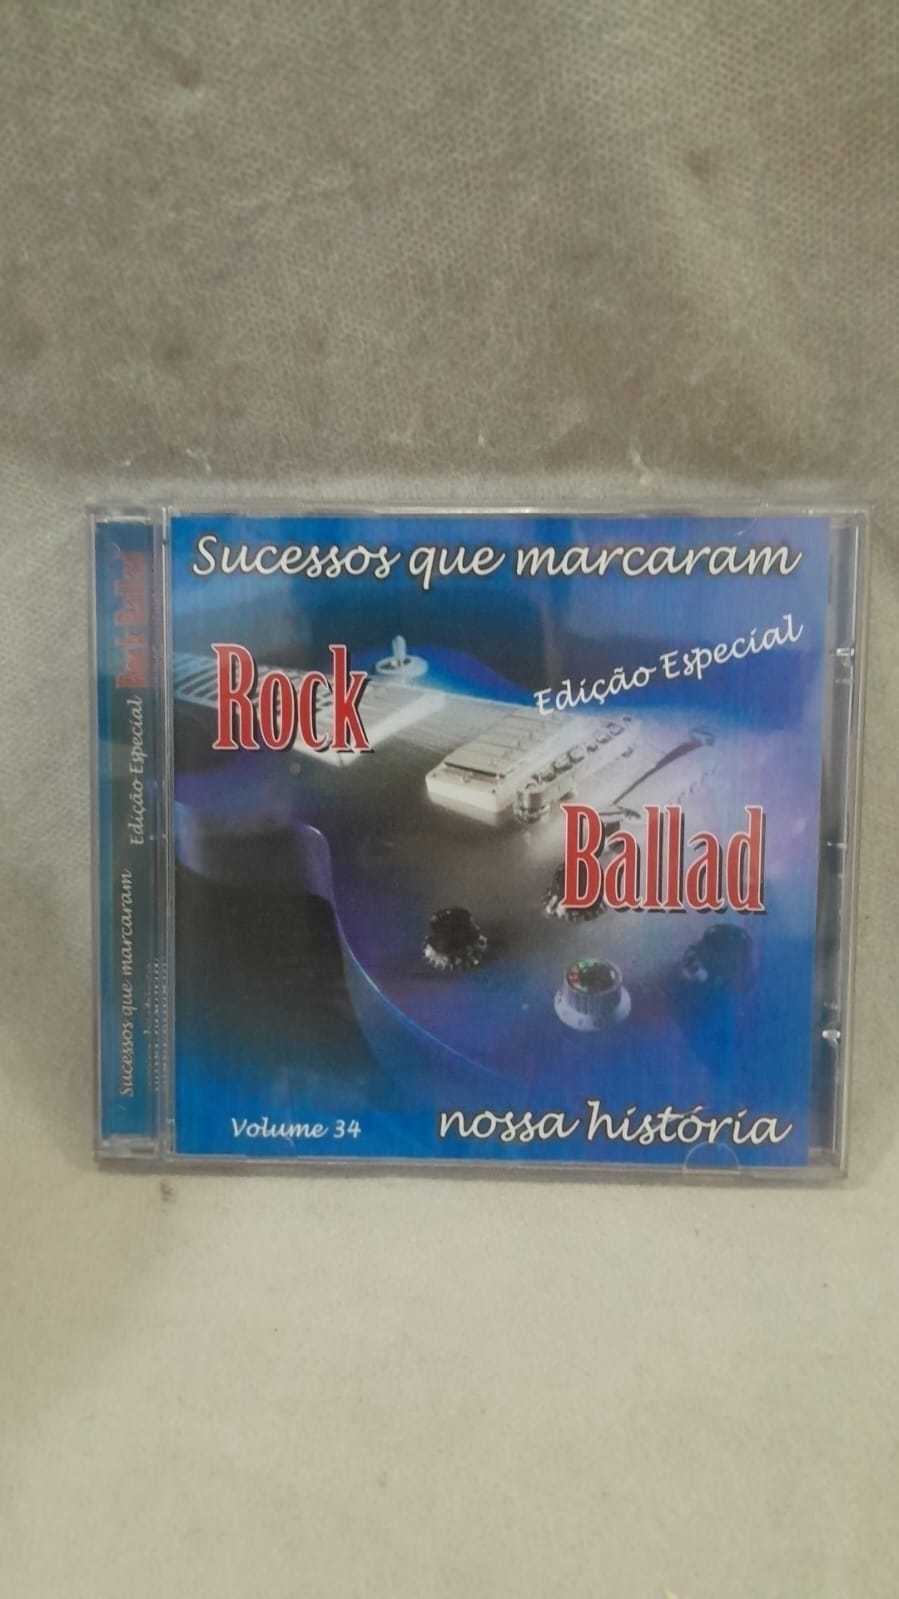 Sucessos que marcaram
Edição Especial
Rock
Ballad
Volume 34
nossa história
Sucessos que marcaram
Edição Especial
Rock Ballad